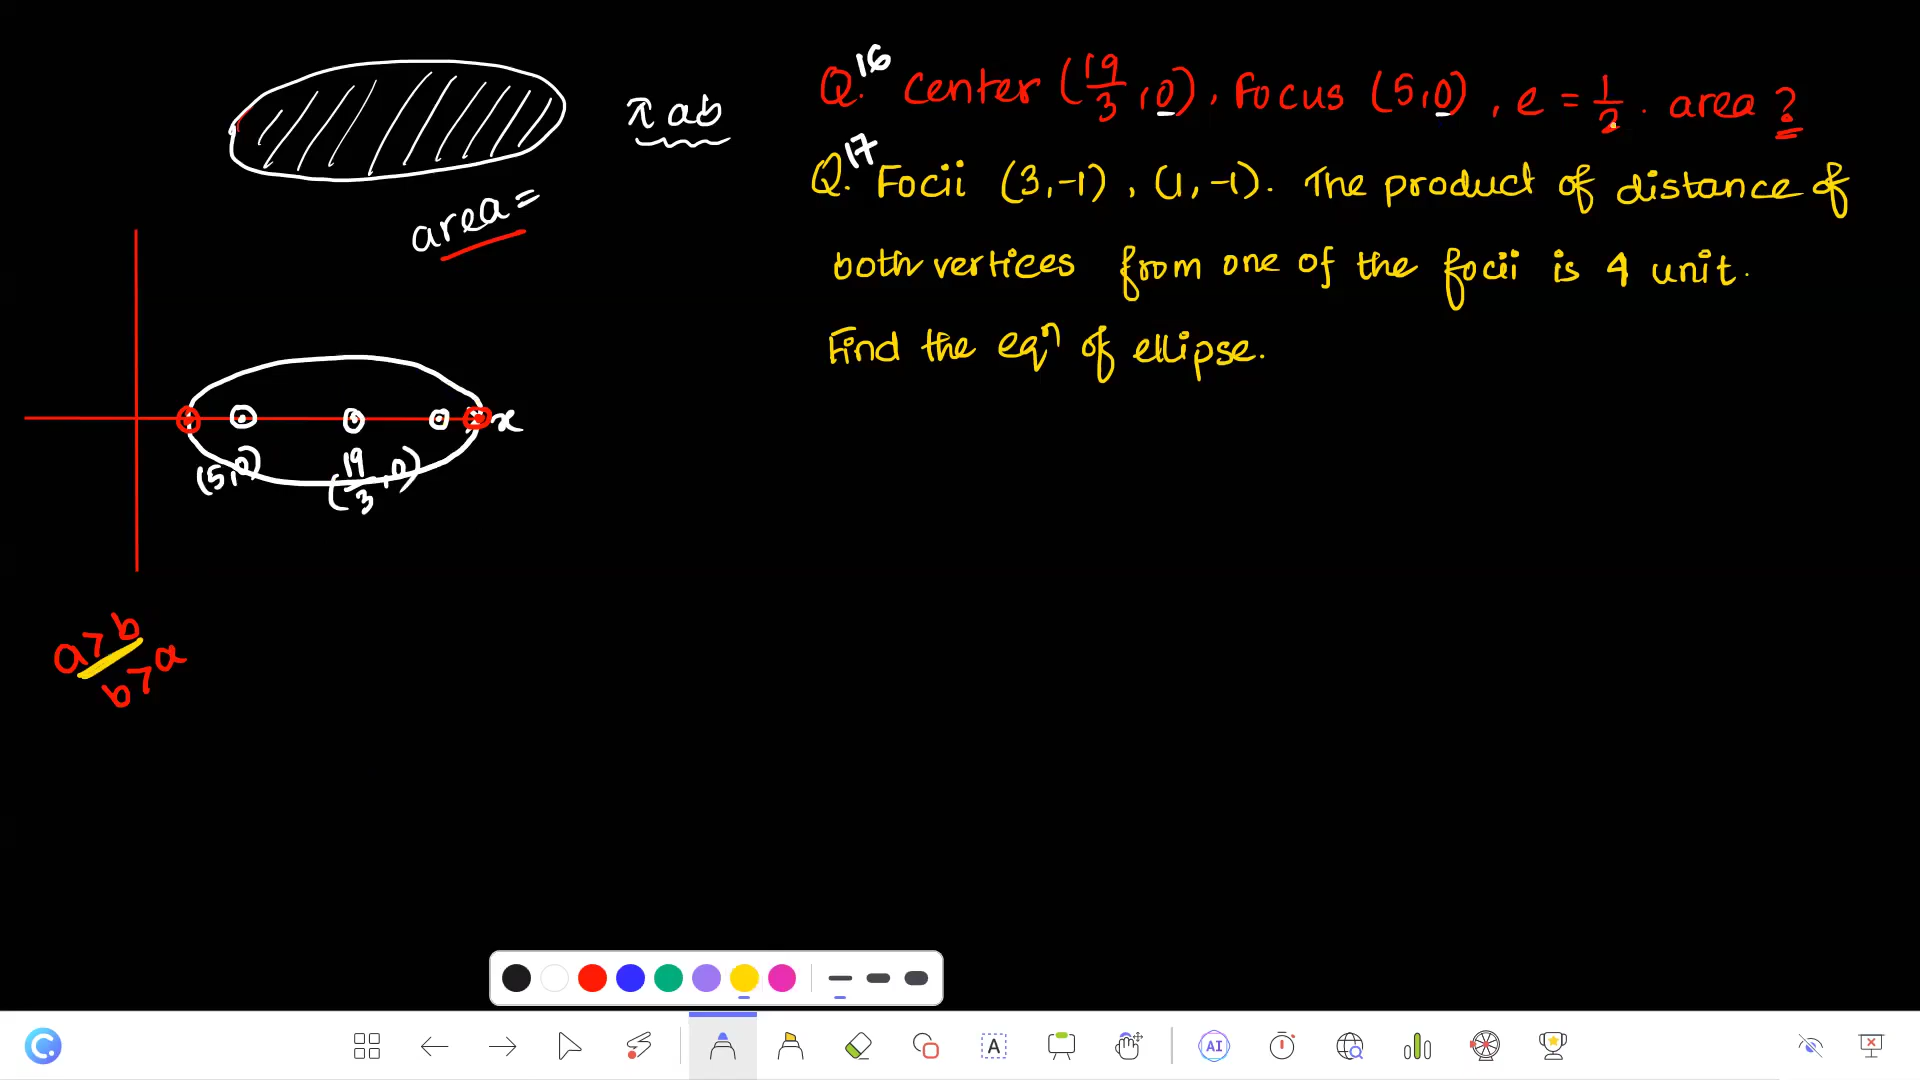 πab
area=
Q.16 Center (19/3, 0), Focus (5,0), e = 1/2. area?
Q.17 Focii (3,-1), (1,-1). The product of distance of
both vertices from one of the focii is 4 unit.
Find the eqⁿ of ellipse.
x
(5,0) (19/3, 0)
a>b
b>a
C.
A
AI